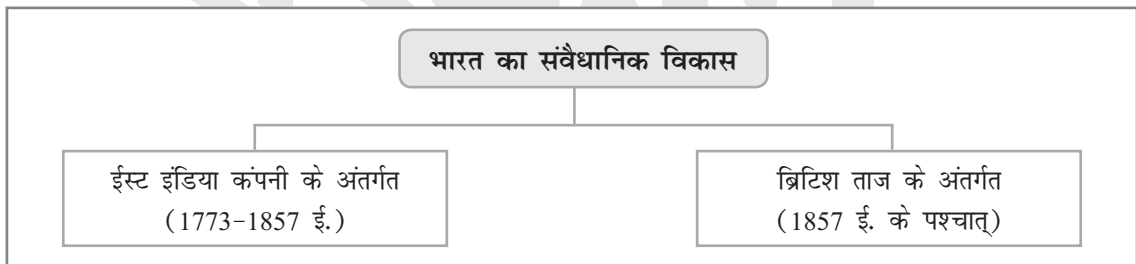 भारत का संवैधानिक विकास
ईस्ट इंडिया कंपनी के अंतर्गत
(1773-1857 ई.)
ब्रिटिश ताज के अंतर्गत
(1857 ई. के पश्चात्)